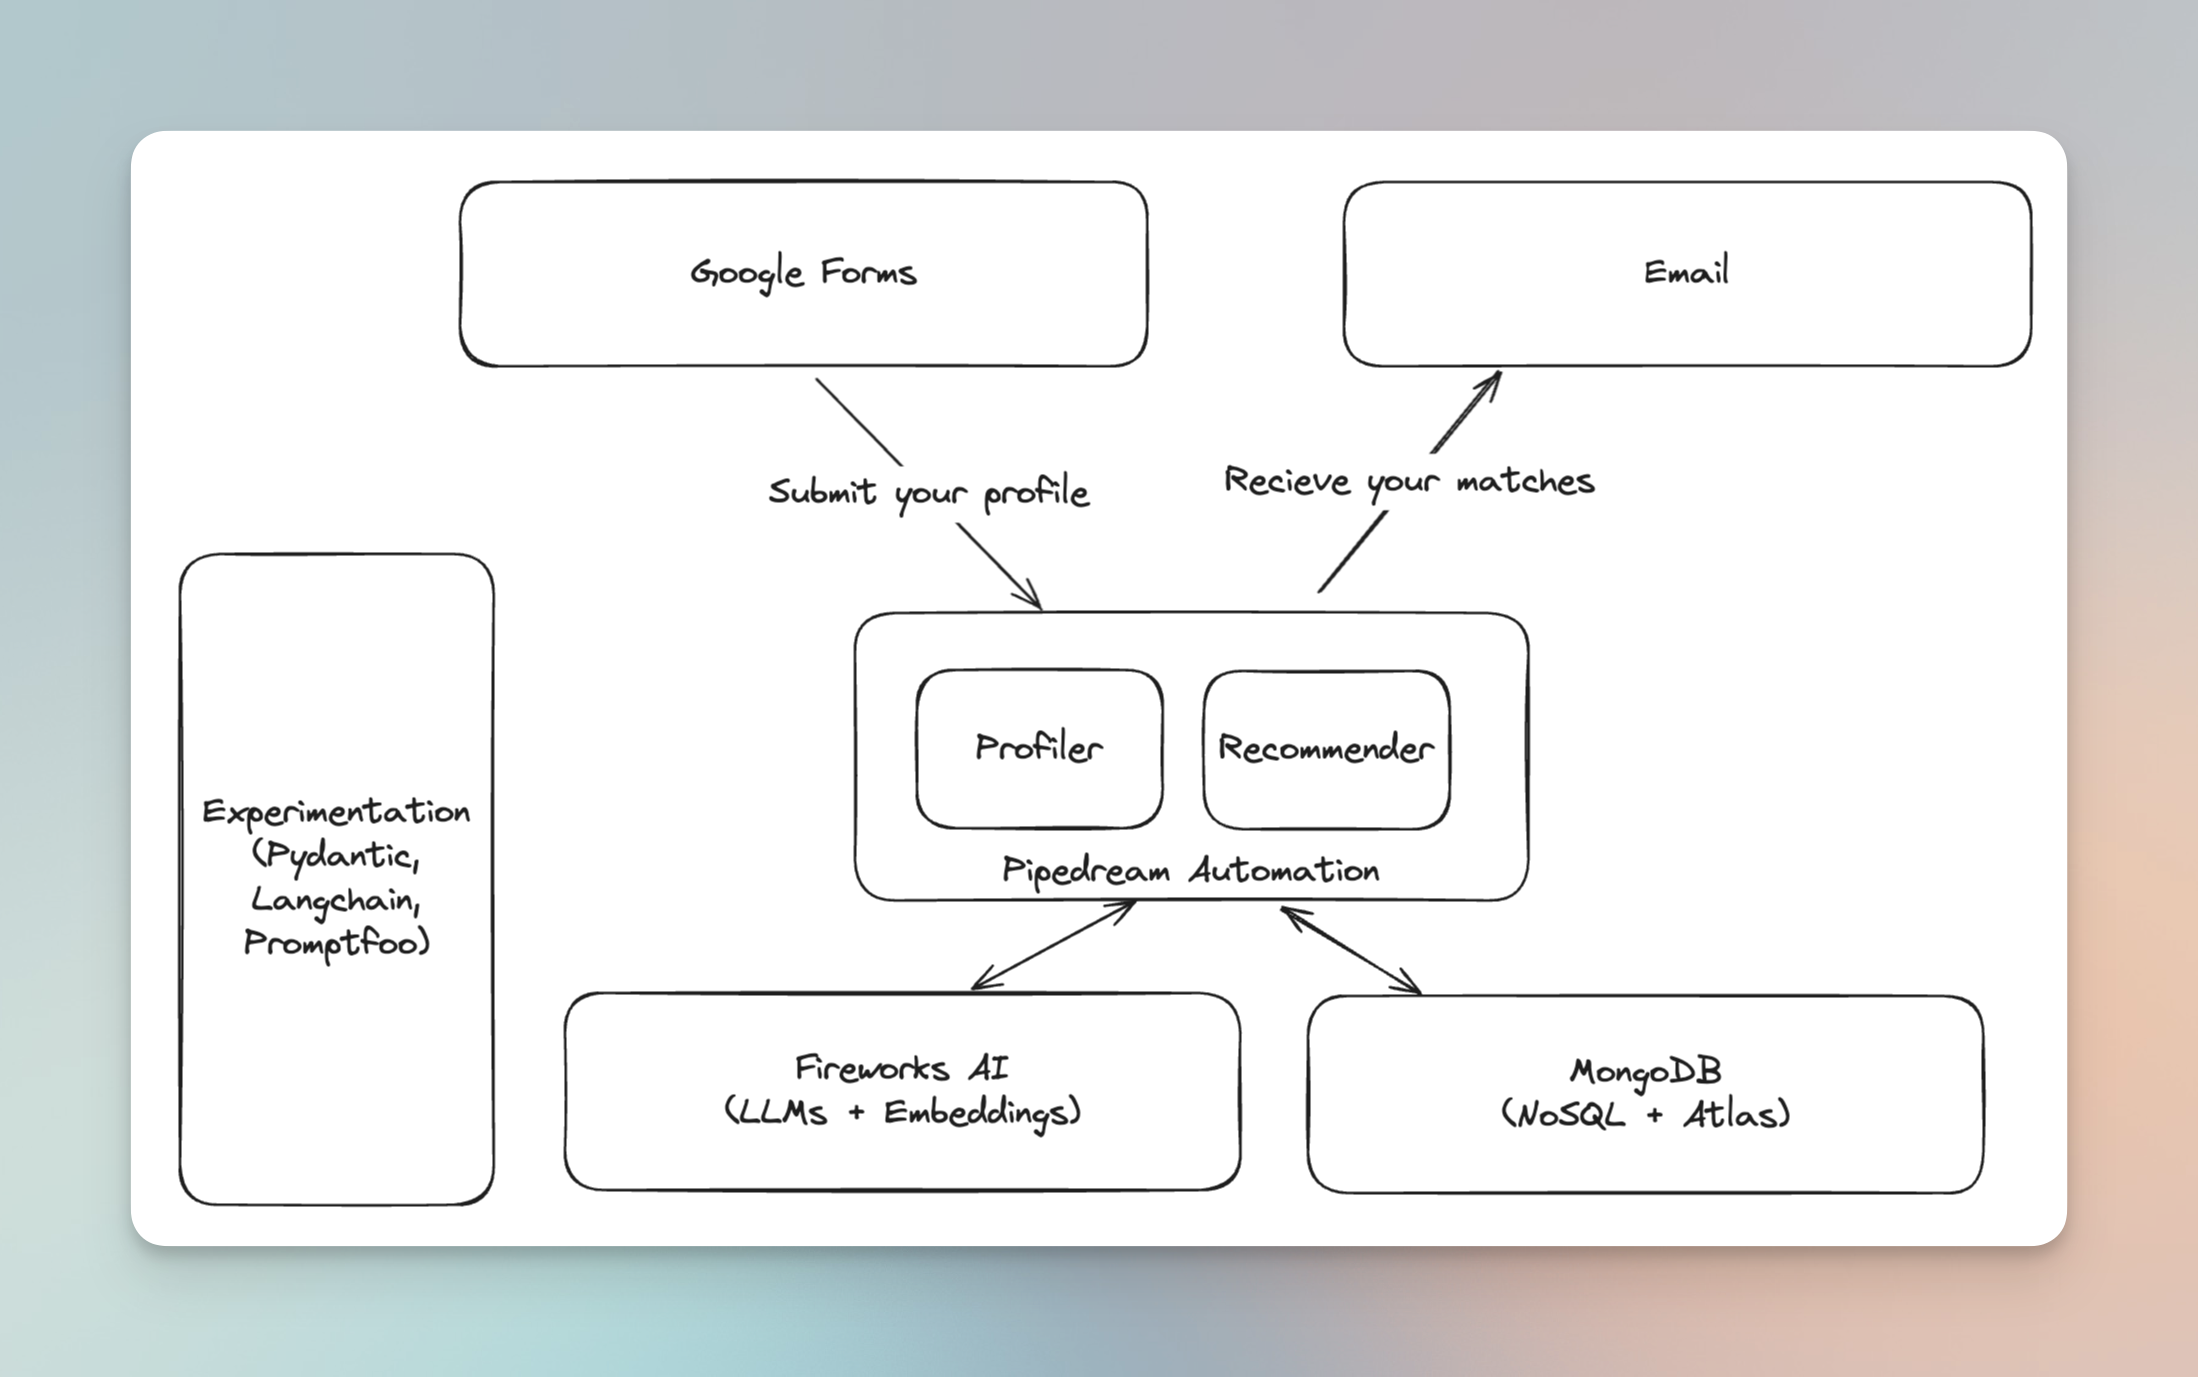 Google Forms
Email
Submit your profile
Recieve your matches
Profiler
Recommender
Pipedream Automation
Experimentation
(Pydantic,
Langchain,
Promptfoo)
Fireworks AI
(LLMs + Embeddings)
MongoDB
(NoSQL + Atlas)